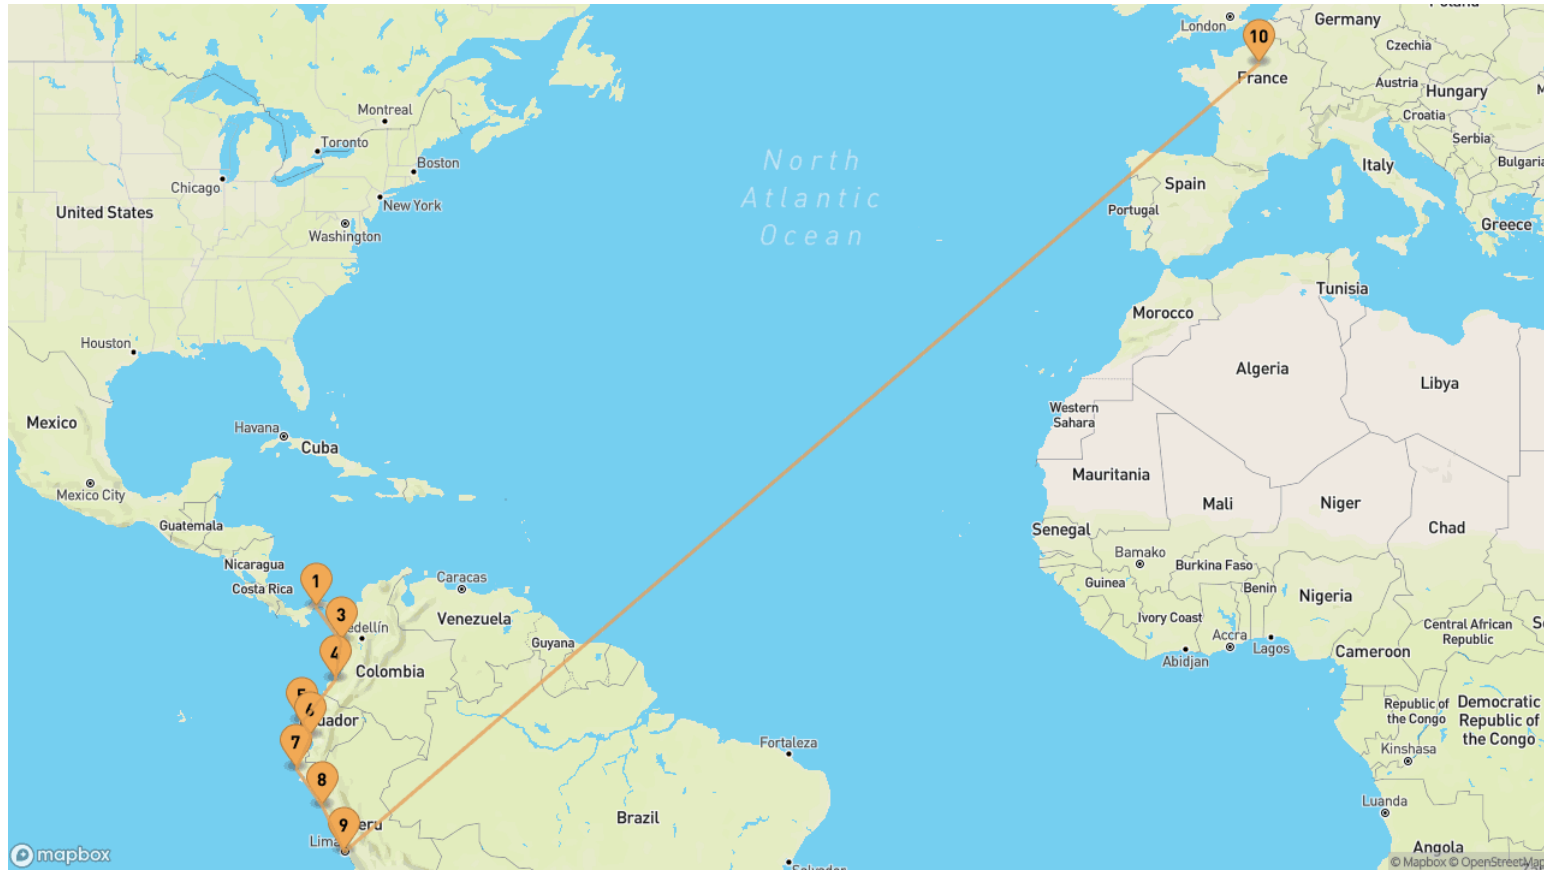 London
Germany
Czechia
10
France
Austria
Hungary
Croatia
Serbia
Italy
Spain
Portugal
Greece
Montreal
Toronto
Boston
Chicago
New York
United States
Washington
North
Atlantic
Ocean
Tunisia
Morocco
Houston
Algeria
Libya
Mexico
Havana
Cuba
Western
Sahara
Mauritania
Mexico City
Mali
Niger
Chad
Guatemala
Senegal
Bamako
Nicaragua
Burkina Faso
Costa Rica
Caracas
Guinea
Benin
Nigeria
1
3
Venezuela
Ivory Coast
Accra
Lagos
Central African
Republic
Guyana
Abidjan
Cameroon
4
Colombia
5
6
Republic of
the Congo
Democratic
Republic of
the Congo
7
Fortaleza
Kinshasa
8
Luanda
9
Brazil
Lima
Angola
mapbox
© Mapbox © OpenStreetMap